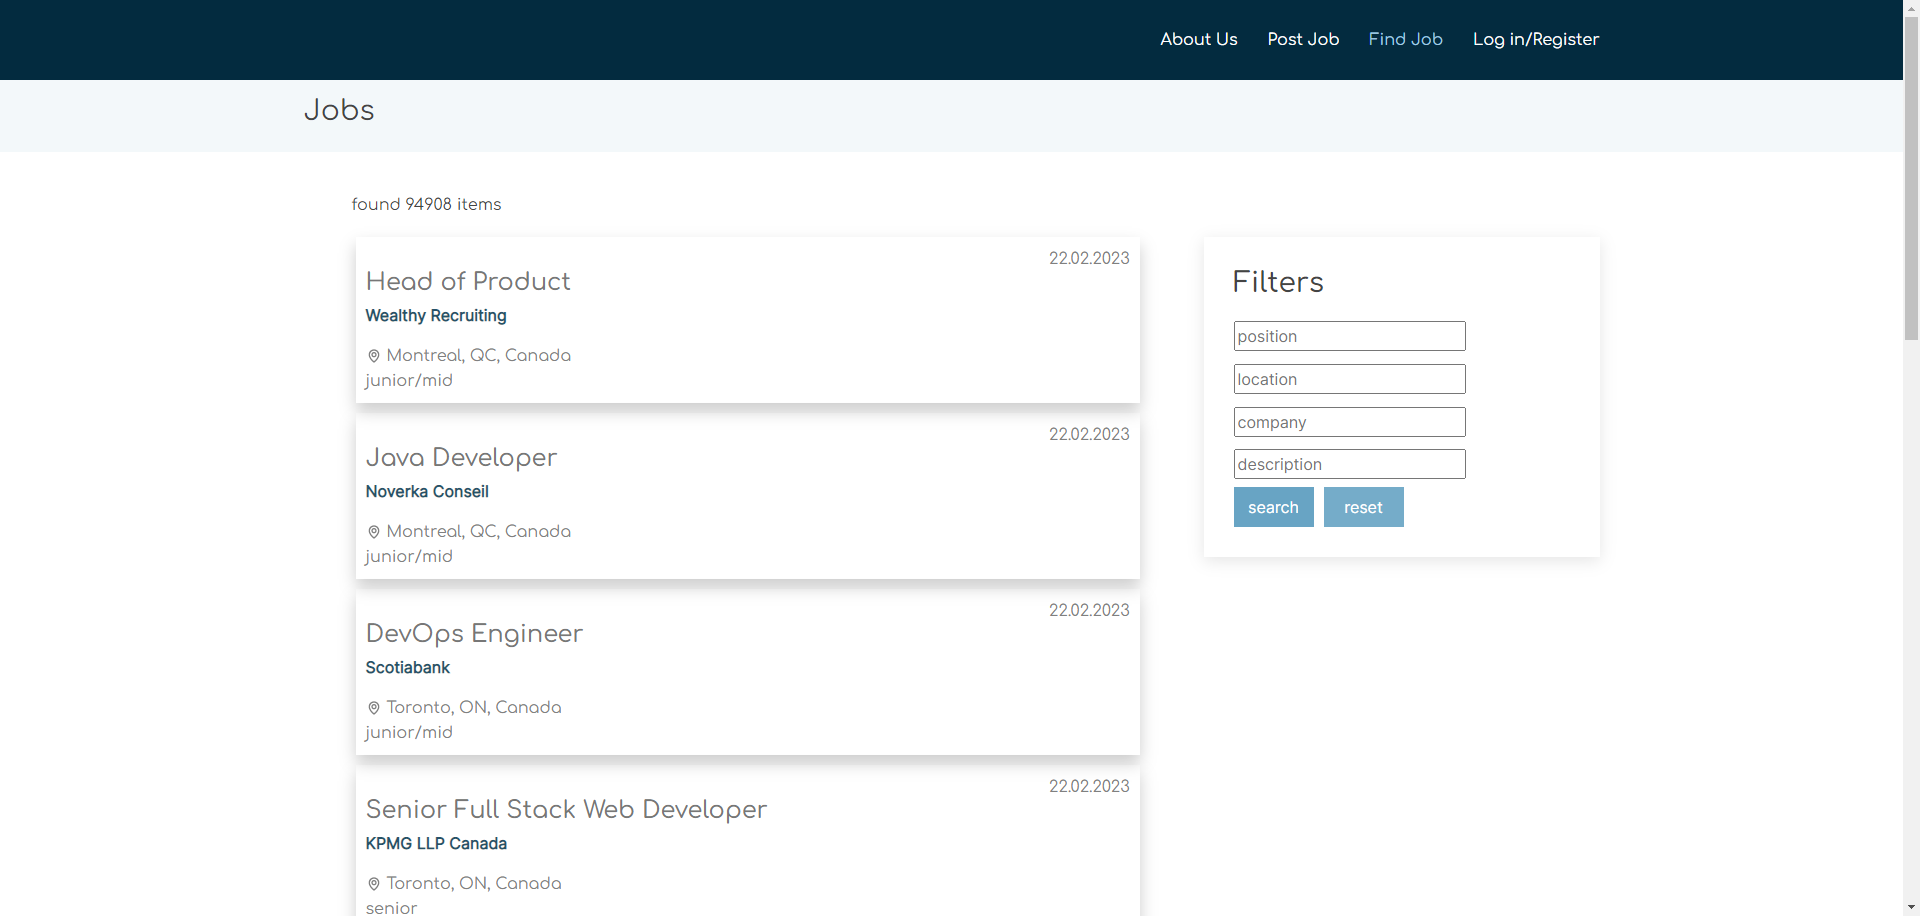 About Us Post Job Find Job Log in/Register
Jobs
found 94908 items
22.02.2023
Head of Product
Wealthy Recruiting
Montreal, QC, Canada
junior/mid
22.02.2023
Java Developer
Noverka Conseil
Montreal, QC, Canada
junior/mid
22.02.2023
DevOps Engineer
Scotiabank
Toronto, ON, Canada
junior/mid
22.02.2023
Senior Full Stack Web Developer
KPMG LLP Canada
Toronto, ON, Canada
senior
Filters
position
location
company
description
search reset